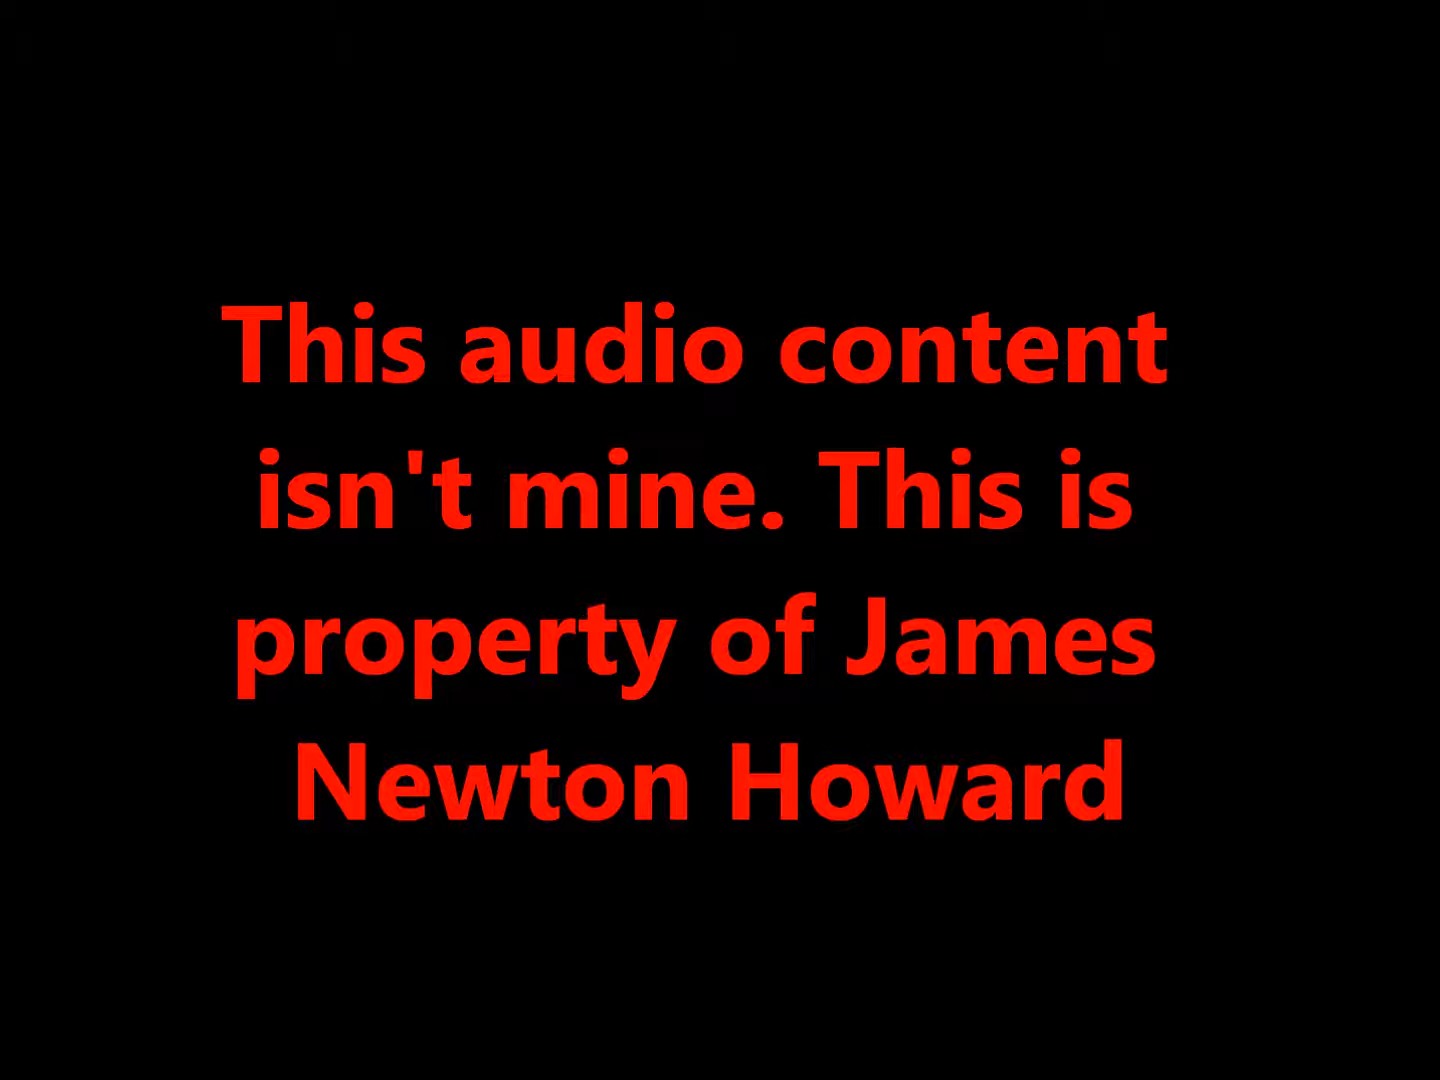 This audio content
isn't mine. This is
property of James
Newton Howard